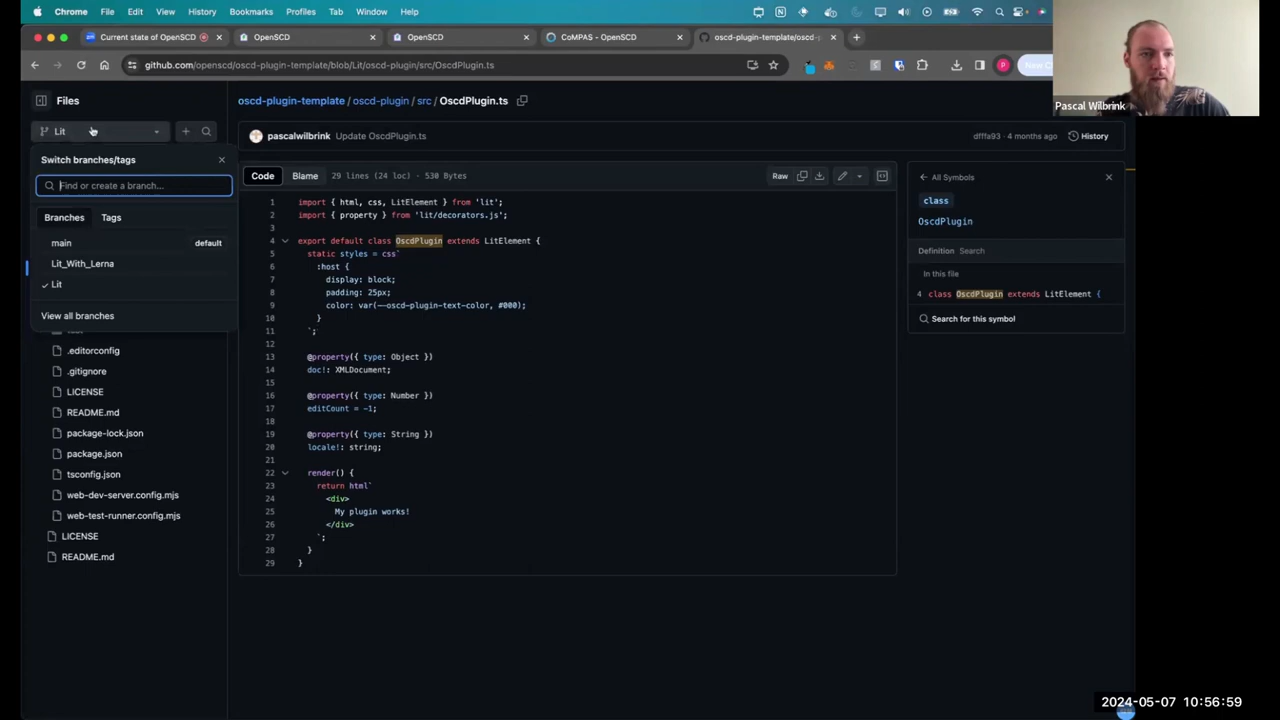 Chrome File Edit View History Bookmarks Profiles Tab Window Help
Current state of OpenSCD
OpenSCD
OpenSCD
CoMPAS - OpenSCD
oscd-plugin-template/oscd-pl
github.com/openscd/oscd-plugin-template/blob/Lit/oscd-plugin/src/OscdPlugin.ts
Pascal Wilbrink
Files
oscd-plugin-template / oscd-plugin / src / OscdPlugin.ts
Lit
pascalwilbrink Update OscdPlugin.ts
dfffa93 · 4 months ago
History
Switch branches/tags
Find or create a branch...
Branches
Tags
main
default
Lit_With_Lerna
Lit
View all branches
.editorconfig
.gitignore
LICENSE
README.md
package-lock.json
package.json
tsconfig.json
web-dev-server.config.mjs
web-test-runner.config.mjs
LICENSE
README.md
Code
Blame
29 lines (24 loc) · 530 Bytes
Raw
1 import { html, css, LitElement } from 'lit';
2 import { property } from 'lit/decorators.js';
3
4 export default class OscdPlugin extends LitElement {
5 static styles = css`
6 :host {
7 display: block;
8 padding: 25px;
9 color: var(--oscd-plugin-text-color, #000);
10 }
11 `;
12
13 @property({ type: Object })
14 doc!: XMLDocument;
15
16 @property({ type: Number })
17 editCount = -1;
18
19 @property({ type: String })
20 locale!: string;
21
22 render() {
23 return html`
24 <div>
25 My plugin works!
26 </div>
27 `;
28 }
29 }
All Symbols
class
OscdPlugin
Definition Search
In this file
4 class OscdPlugin extends LitElement {
Search for this symbol
2024-05-07 10:56:59